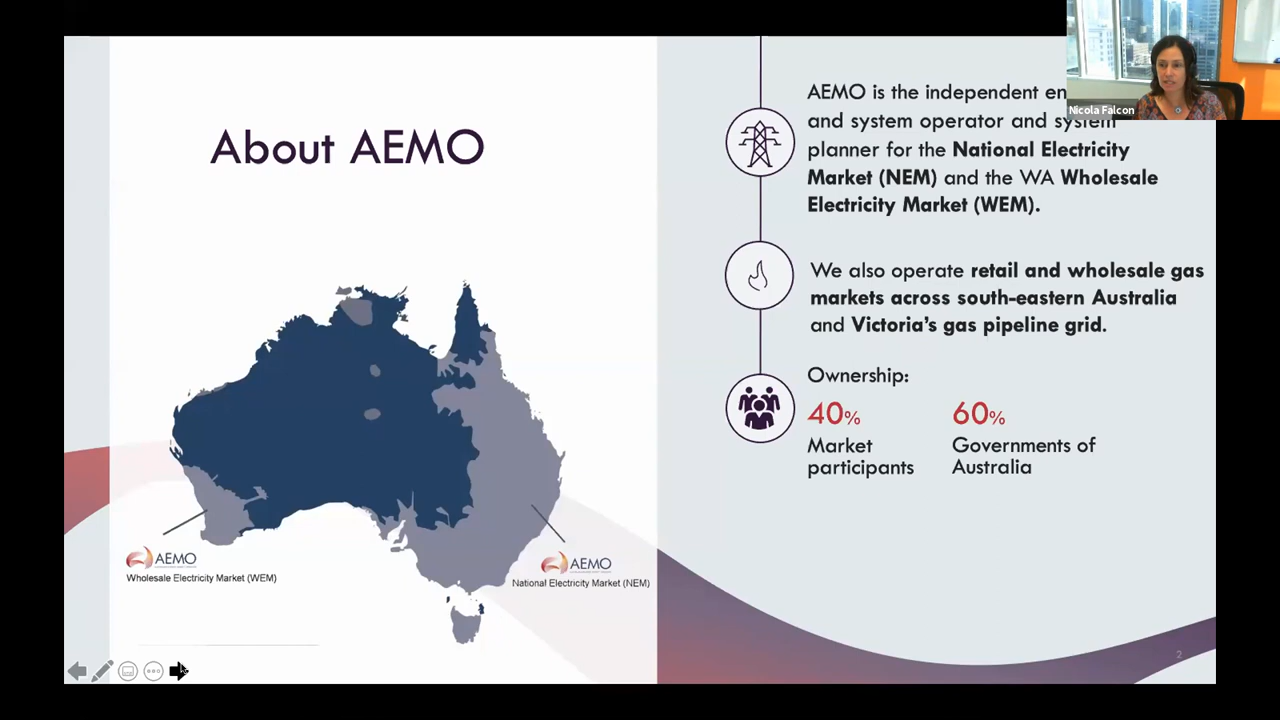 About AEMO
AEMO is the independent en
and system operator and system
planner for the National Electricity
Market (NEM) and the WA Wholesale
Electricity Market (WEM).
We also operate retail and wholesale gas
markets across south-eastern Australia
and Victoria's gas pipeline grid.
Ownership:
40%
Market
participants
60%
Governments of
Australia
AEMO
Wholesale Electricity Market (WEM)
AEMO
National Electricity Market (NEM)
Nicola Falcon
2